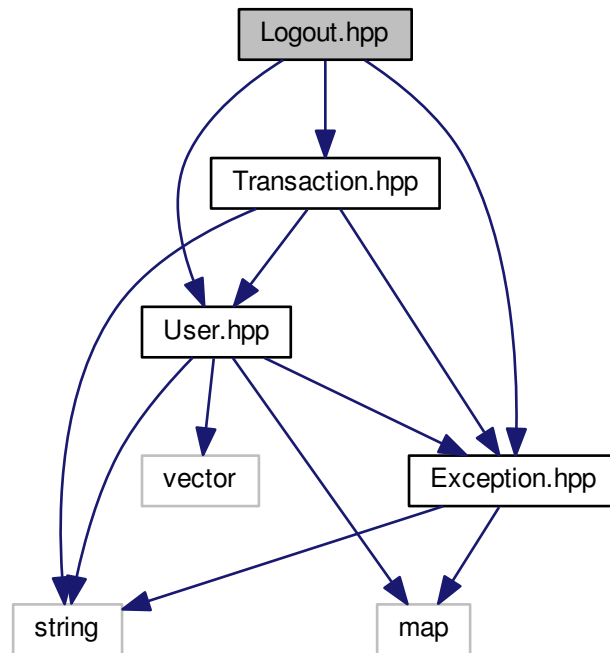 Logout.hpp
Transaction.hpp
User.hpp
vector
Exception.hpp
string
map